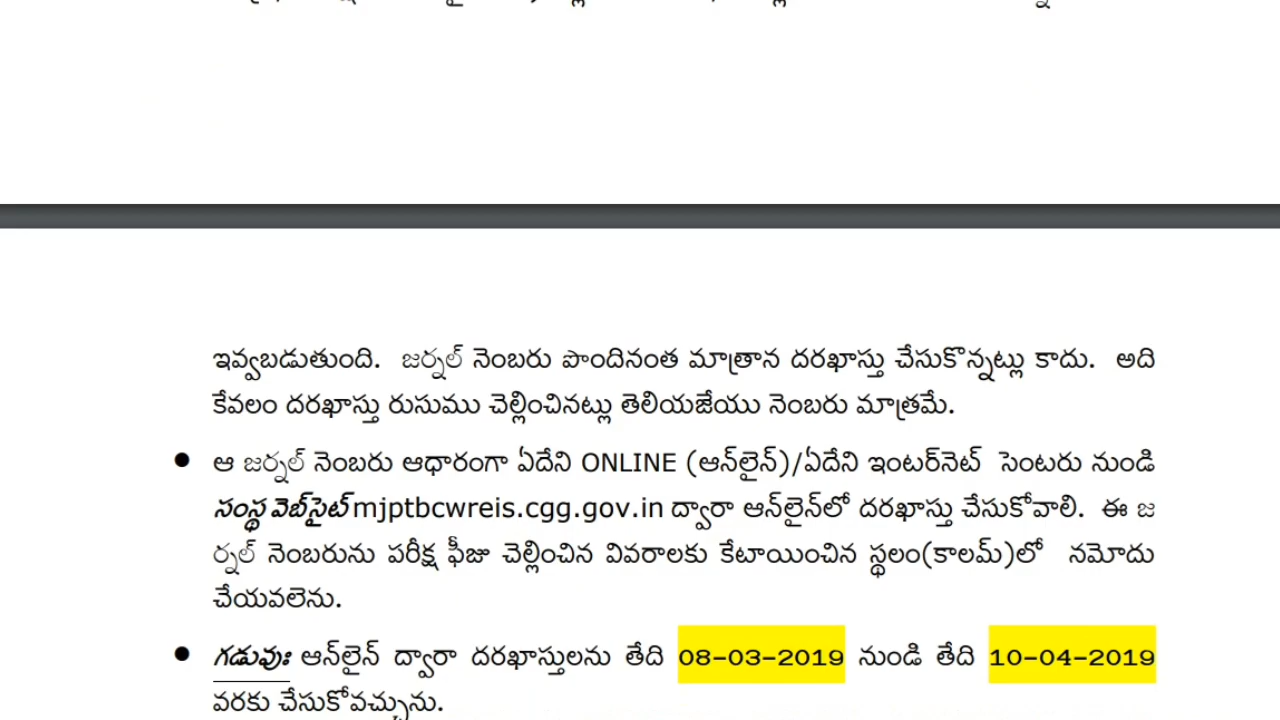 ఇవ్వబడుతుంది. జర్నల్ నెంబరు పొందినంత మాత్రాన దరఖాస్తు చేసుకొన్నట్లు కాదు. అది
కేవలం దరఖాస్తు రుసుము చెల్లించినట్లు తెలియజేయు నెంబరు మాత్రమే.
● ఆ జర్నల్ నెంబరు ఆధారంగా ఏదేని ONLINE (ఆన్‌లైన్)/ఏదేని ఇంటర్‌నెట్ సెంటరు నుండి
సంస్థ వెబ్‌సైట్ mjptbcwreis.cgg.gov.in ద్వారా ఆన్‌లైన్‌లో దరఖాస్తు చేసుకోవాలి. ఈ జ
ర్నల్ నెంబరును పరీక్ష ఫీజు చెల్లించిన వివరాలకు కేటాయించిన స్థలం(కాలమ్)లో నమోదు
చేయవలెను.
● గడువుః ఆన్‌లైన్ ద్వారా దరఖాస్తులను తేది 08-03-2019 నుండి తేది 10-04-2019
వరకు చేసుకోవచ్చును.